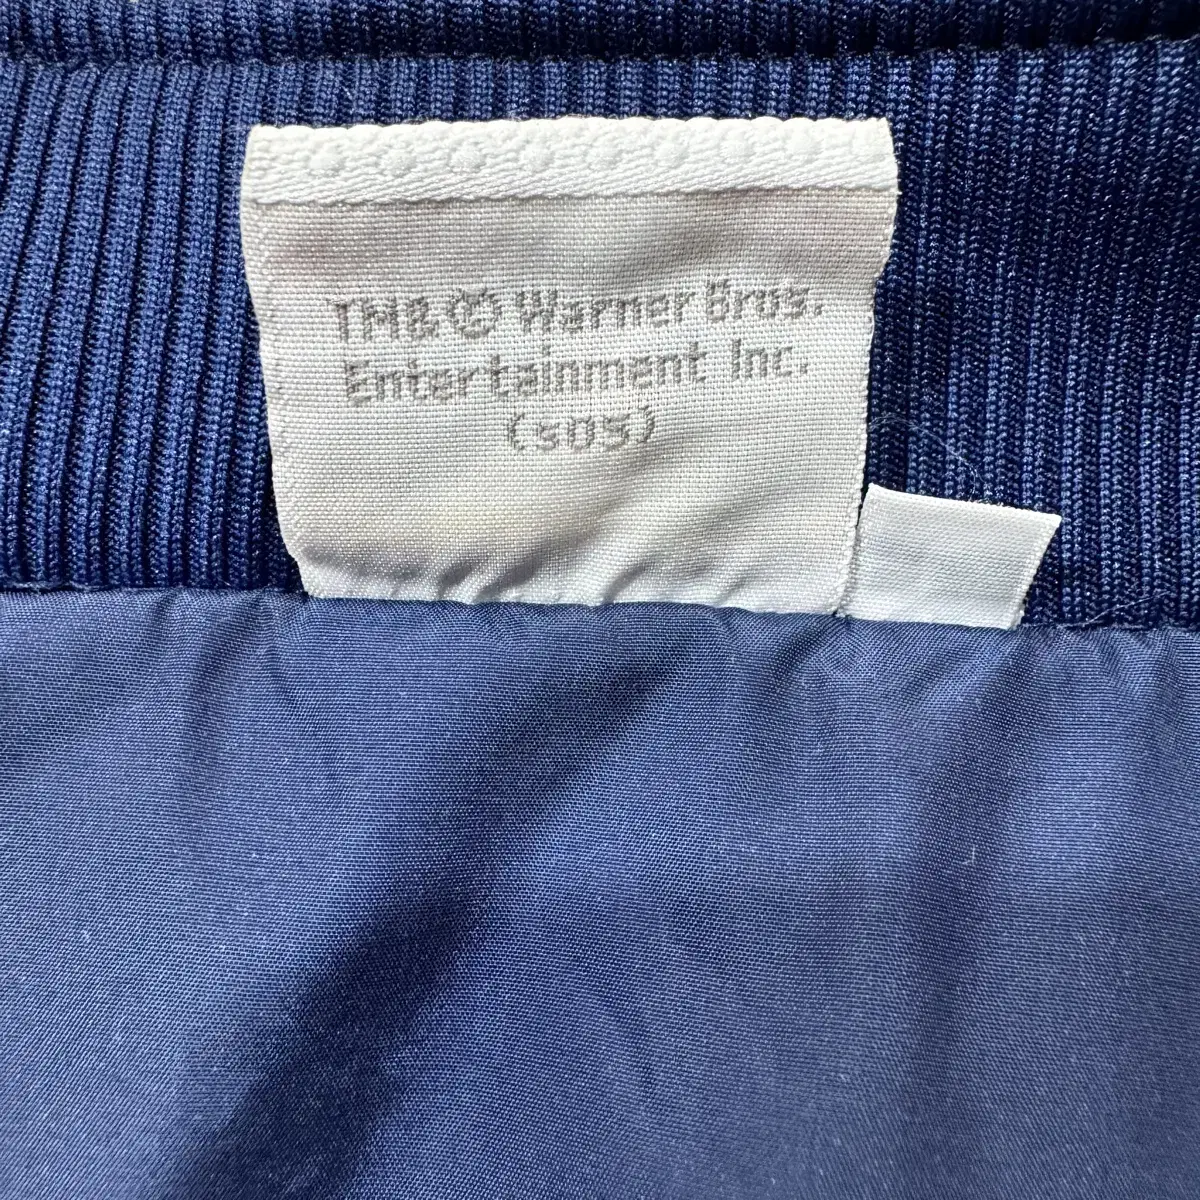 TM& © Warner Bros.
Entertainment Inc.
(s05)